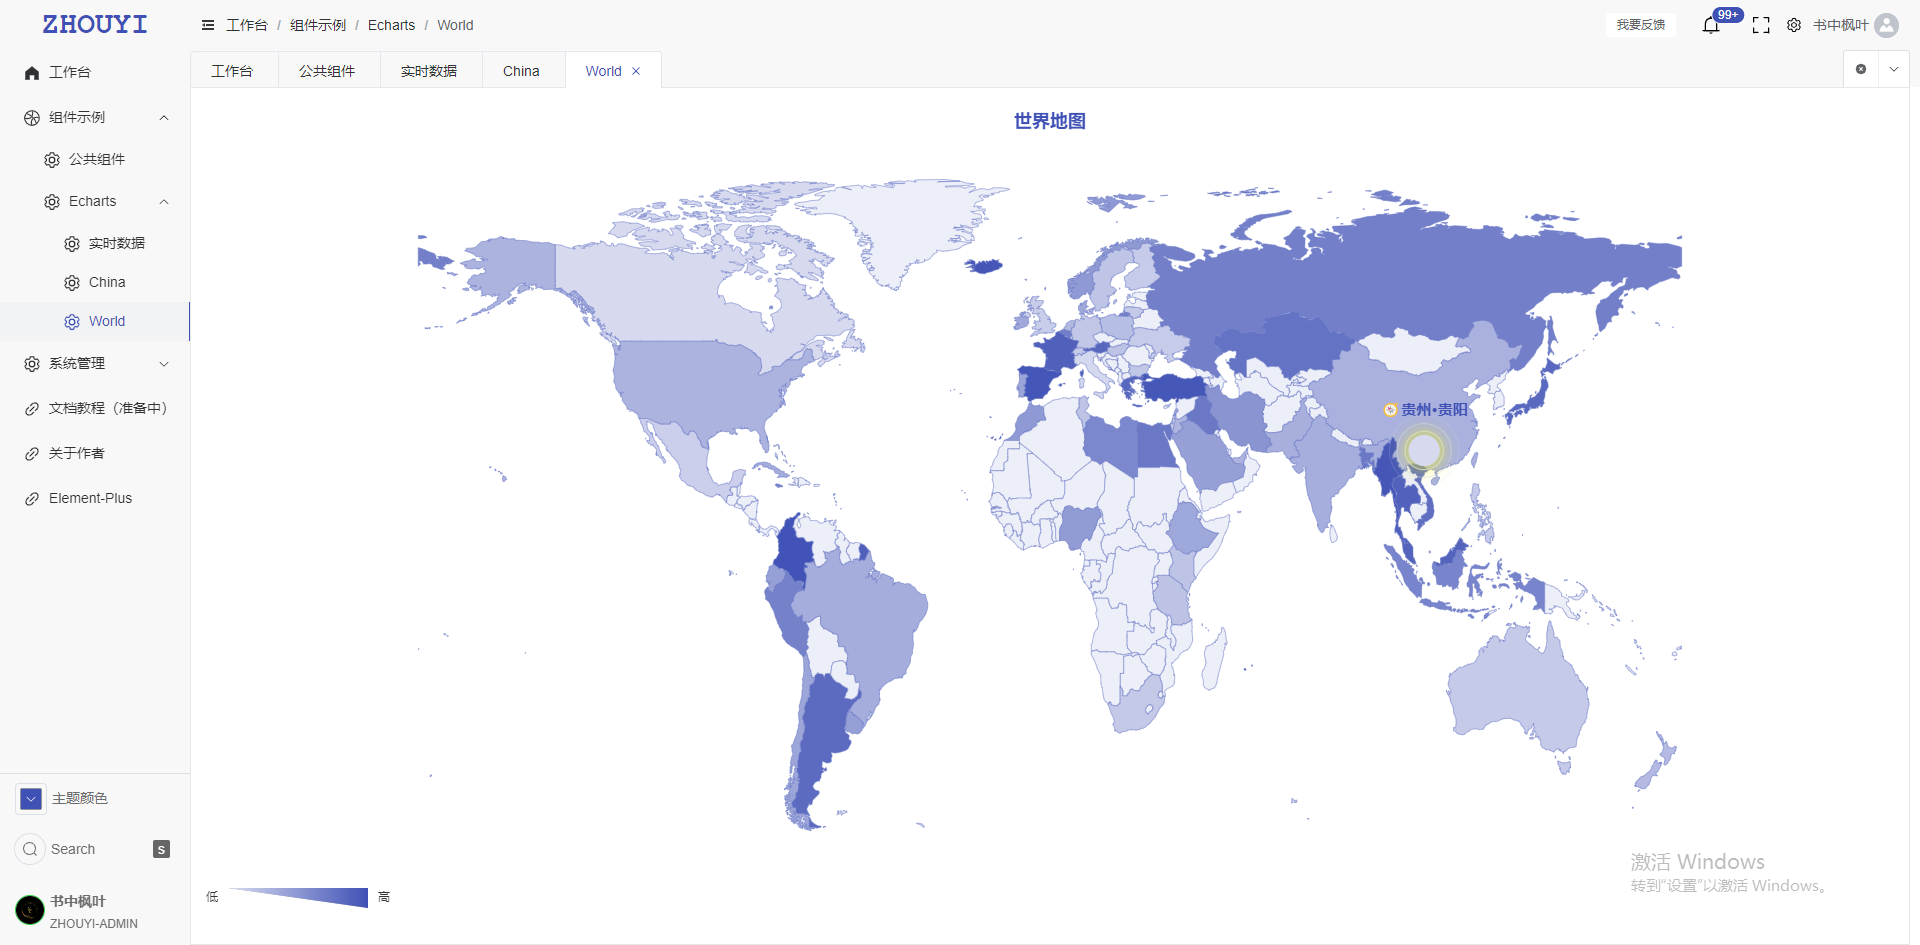 ZHOUYI
工作台 / 组件示例 / Echarts / World
我要反馈
99+
书中枫叶
工作台
公共组件
实时数据
China
World
工作台
组件示例
公共组件
Echarts
实时数据
China
World
系统管理
文档教程（准备中）
关于作者
Element-Plus
主题颜色
Search
S
书中枫叶
ZHOUYI-ADMIN
世界地图
贵州•贵阳
低
高
激活 Windows
转到“设置”以激活 Windows。